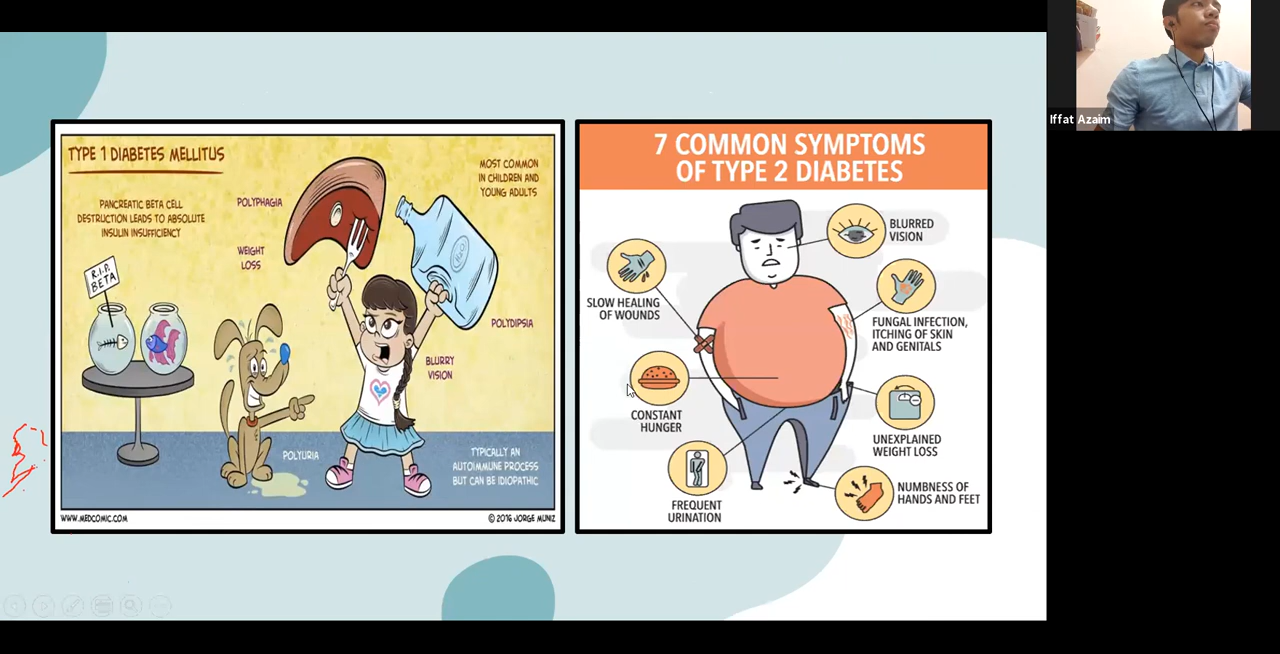 TYPE 1 DIABETES MELLITUS
PANCREATIC BETA CELL
DESTRUCTION LEADS TO ABSOLUTE
INSULIN INSUFFICIENCY
POLYPHAGIA
WEIGHT
LOSS
MOST COMMON
IN CHILDREN AND
YOUNG ADULTS
R.I.P.
BETA
H2O
POLYDIPSIA
BLURRY
VISION
POLYURIA
TYPICALLY AN
AUTOIMMUNE PROCESS
BUT CAN BE IDIOPATHIC
WWW.MEDCOMIC.COM
© 2016 JORGE MUNIZ
7 COMMON SYMPTOMS
OF TYPE 2 DIABETES
BLURRED
VISION
SLOW HEALING
OF WOUNDS
FUNGAL INFECTION,
ITCHING OF SKIN
AND GENITALS
CONSTANT
HUNGER
UNEXPLAINED
WEIGHT LOSS
FREQUENT
URINATION
NUMBNESS OF
HANDS AND FEET
Iffat Azaim